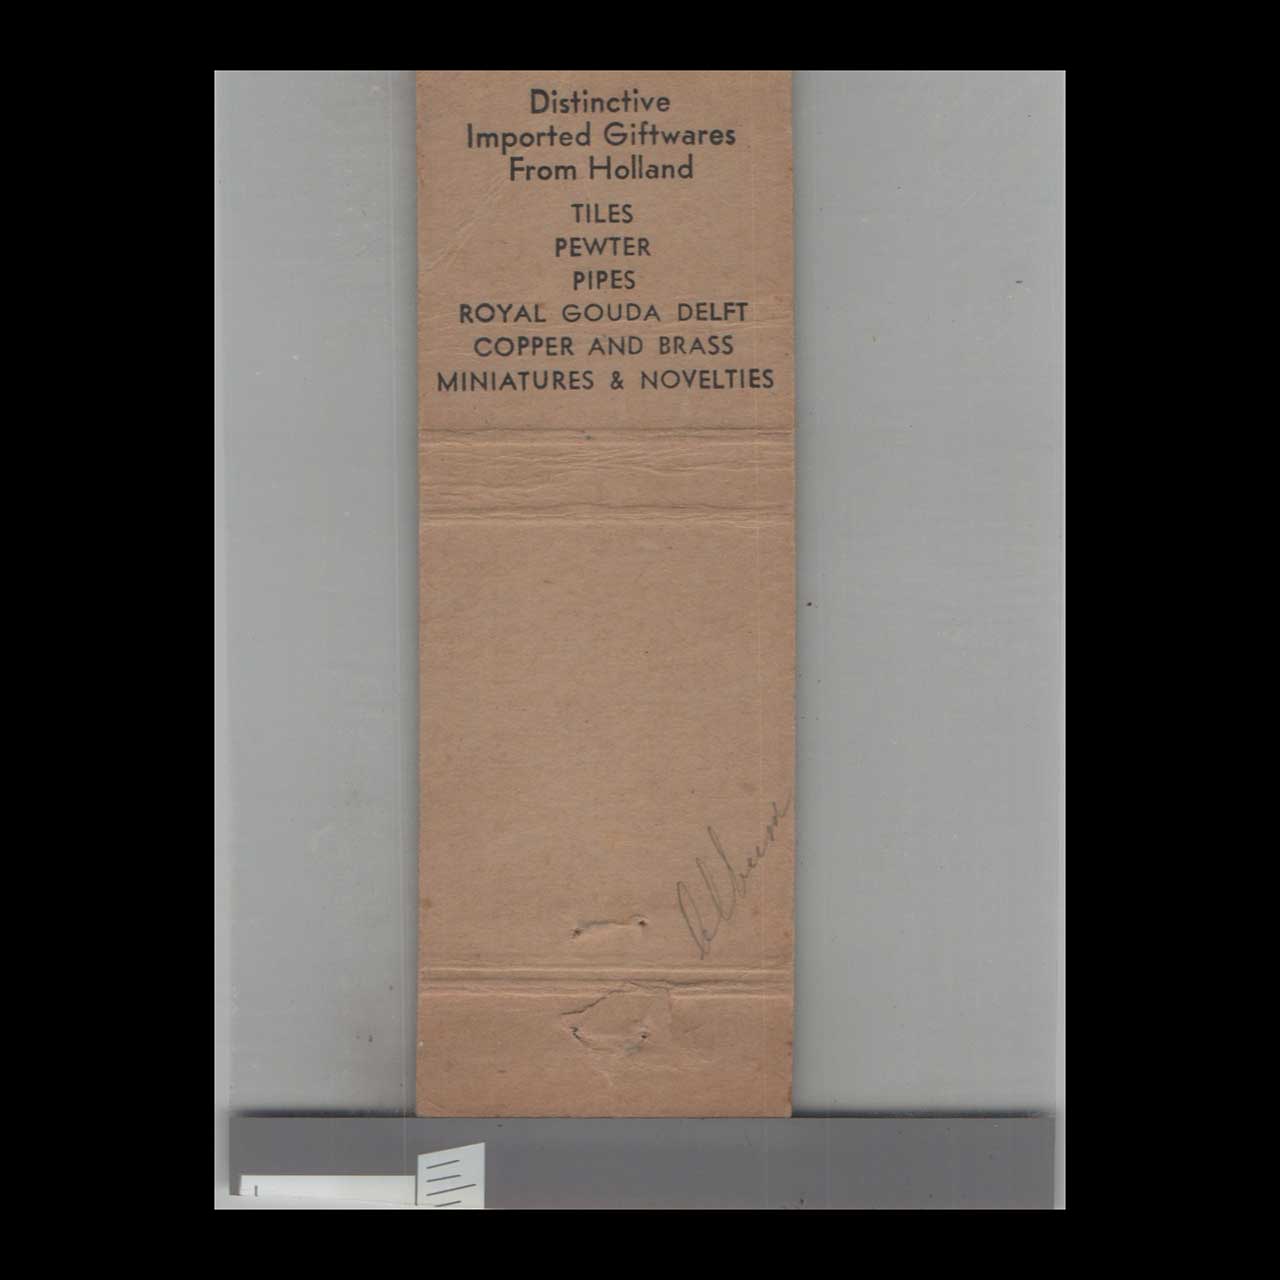 Distinctive
Imported Giftwares
From Holland
TILES
PEWTER
PIPES
ROYAL GOUDA DELFT
COPPER AND BRASS
MINIATURES & NOVELTIES